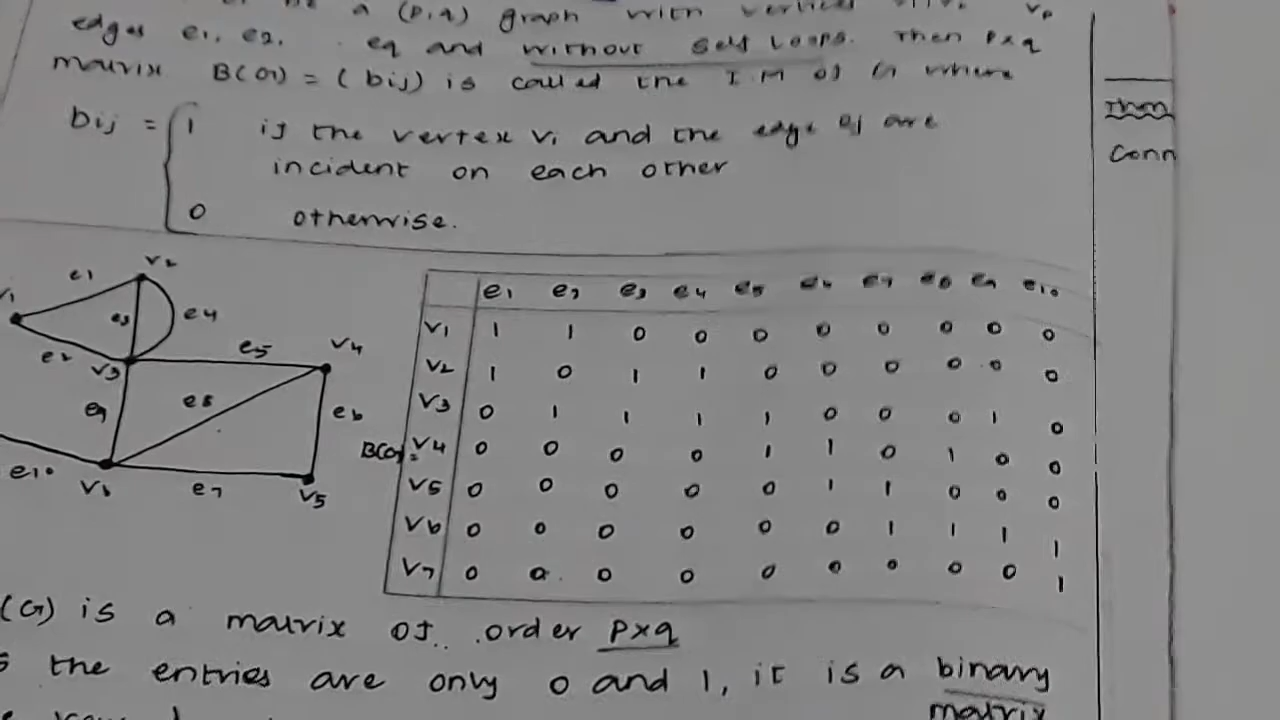 be a (p,q) graph with
edges e1, e2, . eq and without self loops. Then pxq
matrix B(G) = (bij) is called the I.M of G where
bij = { 1 if the vertex vi and the edge ej are
incident on each other
0 otherwise.
Thm
Conn
e1 v2
v1 e3 e4
e2 v3 e5 v4
e9 e8 e6
e10 v6 e7 v5
e1 e2 e3 e4 e5 e6 e7 e8 e9 e10
v1 1 1 0 0 0 0 0 0 0 0
v2 1 0 1 1 0 0 0 0 0 0
v3 0 1 1 1 1 0 0 0 1 0
B(G) = v4 0 0 0 0 1 1 0 1 0 0
v5 0 0 0 0 0 1 1 0 0 0
v6 0 0 0 0 0 0 1 1 1 1
v7 0 0 0 0 0 0 0 0 0 1
(G) is a matrix of .order pxq
the entries are only 0 and 1, it is a binary
matrix